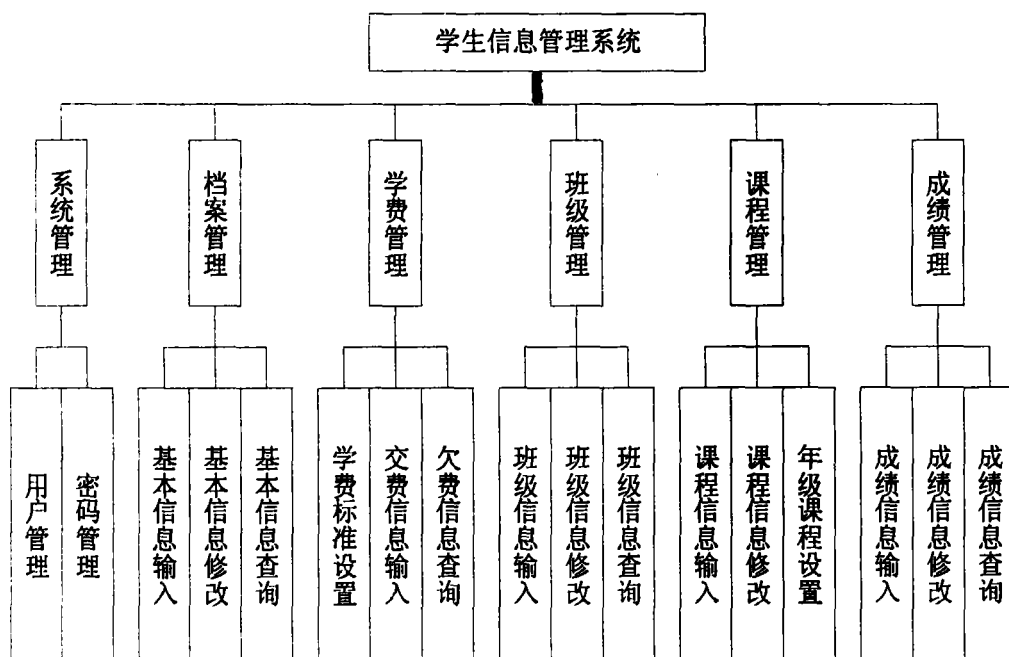 学生信息管理系统
系统管理
档案管理
学费管理
班级管理
课程管理
成绩管理
用户管理
密码管理
基本信息输入
基本信息修改
基本信息查询
学费标准设置
交费信息输入
欠费信息查询
班级信息输入
班级信息修改
班级信息查询
课程信息输入
课程信息修改
年级课程设置
成绩信息输入
成绩信息修改
成绩信息查询